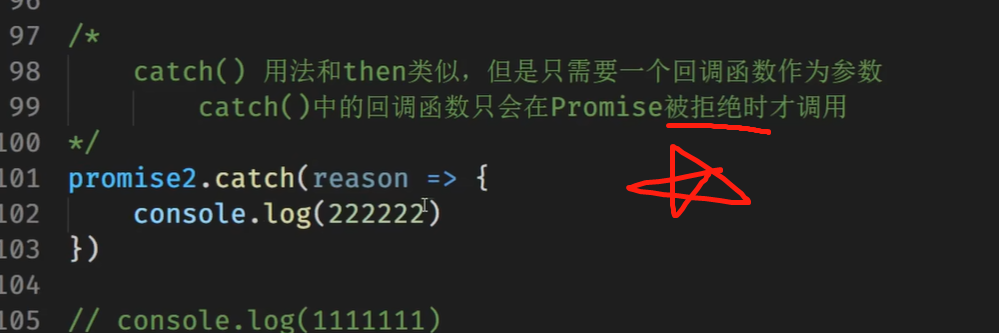 97 /*
98 catch() 用法和then类似，但是只需要一个回调函数作为参数
99 catch()中的回调函数只会在Promise被拒绝时才调用
100 */
101 promise2.catch(reason => {
102 console.log(222222)
103 })
104
105 // console.log(1111111)